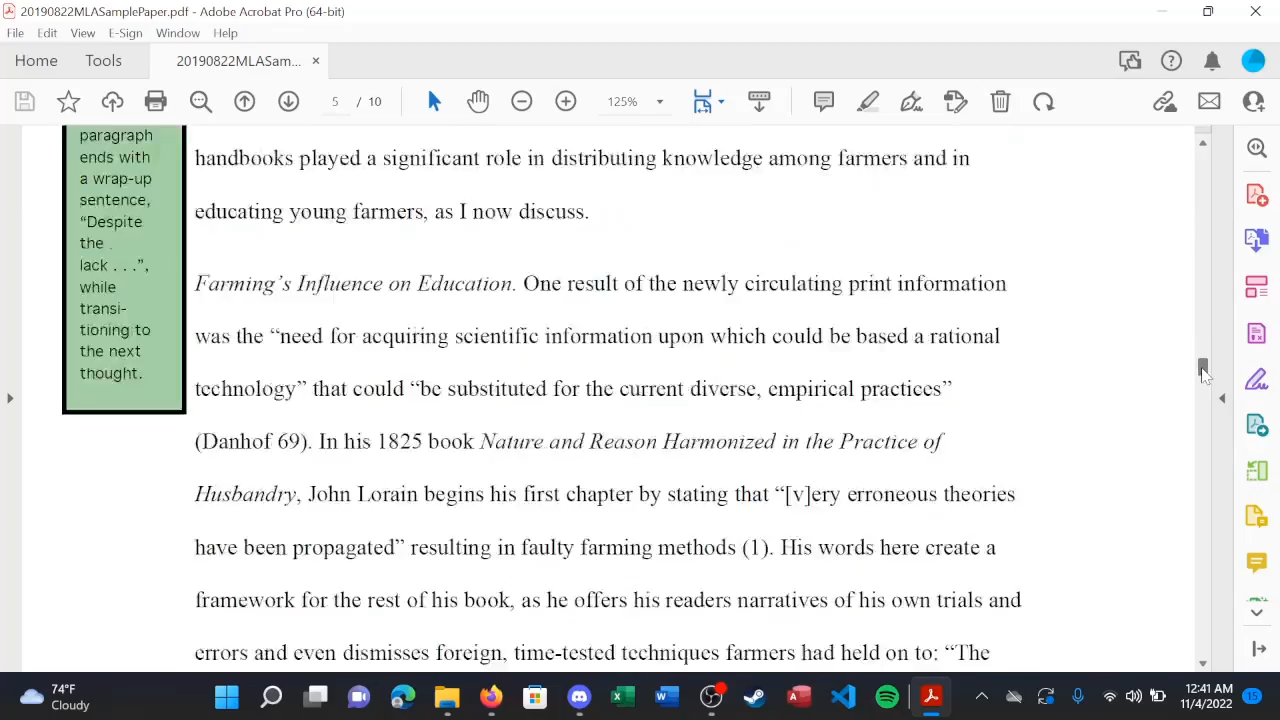 20190822MLASamplePaper.pdf - Adobe Acrobat Pro (64-bit)
File Edit View E-Sign Window Help
Home Tools 20190822MLASam... ×
5 / 10 125%
paragraph
ends with
a wrap-up
sentence,
“Despite
the .
lack . . .”,
while
transi-
tioning to
the next
thought.
handbooks played a significant role in distributing knowledge among farmers and in
educating young farmers, as I now discuss.
Farming’s Influence on Education. One result of the newly circulating print information
was the “need for acquiring scientific information upon which could be based a rational
technology” that could “be substituted for the current diverse, empirical practices”
(Danhof 69). In his 1825 book Nature and Reason Harmonized in the Practice of
Husbandry, John Lorain begins his first chapter by stating that “[v]ery erroneous theories
have been propagated” resulting in faulty farming methods (1). His words here create a
framework for the rest of his book, as he offers his readers narratives of his own trials and
errors and even dismisses foreign, time-tested techniques farmers had held on to: “The
74°F
Cloudy
12:41 AM
11/4/2022
15